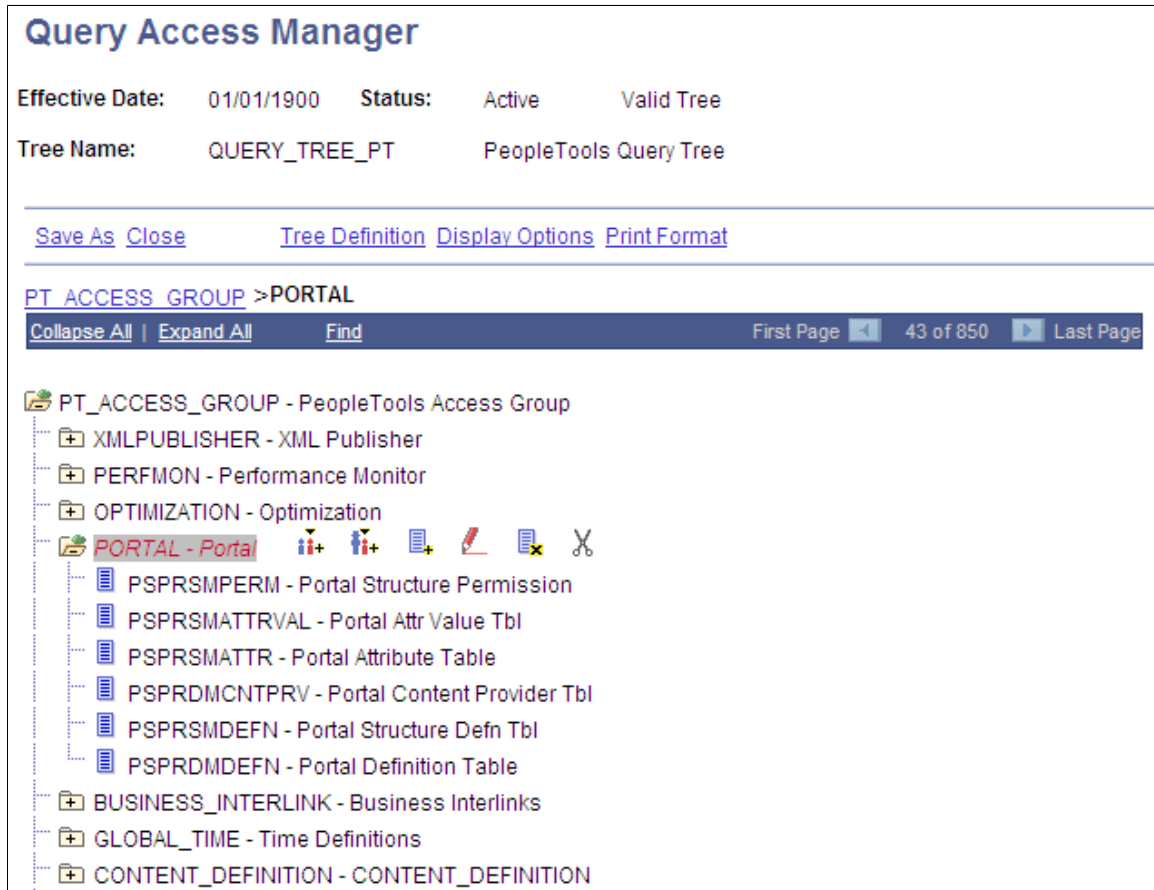 Query Access Manager
Effective Date: 01/01/1900 Status: Active Valid Tree
Tree Name: QUERY_TREE_PT PeopleTools Query Tree
Save As Close Tree Definition Display Options Print Format
PT_ACCESS_GROUP >PORTAL
Collapse All | Expand All Find First Page 43 of 850 Last Page
PT_ACCESS_GROUP - PeopleTools Access Group
XMLPUBLISHER - XML Publisher
PERFMON - Performance Monitor
OPTIMIZATION - Optimization
PORTAL - Portal
PSPRSMPERM - Portal Structure Permission
PSPRSMATTRVAL - Portal Attr Value Tbl
PSPRSMATTR - Portal Attribute Table
PSPRDMCNTPRV - Portal Content Provider Tbl
PSPRSMDEFN - Portal Structure Defn Tbl
PSPRDMDEFN - Portal Definition Table
BUSINESS_INTERLINK - Business Interlinks
GLOBAL_TIME - Time Definitions
CONTENT_DEFINITION - CONTENT_DEFINITION